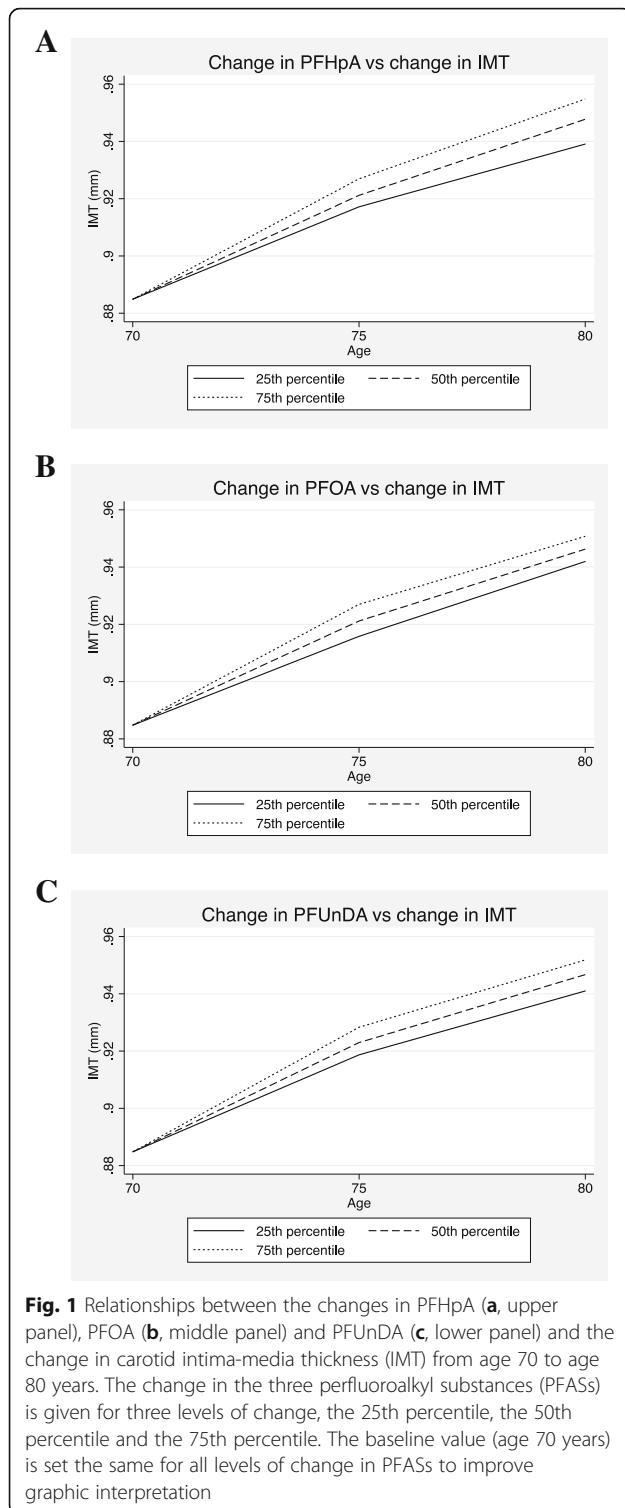 A
Change in PFHpA vs change in IMT
.96
.94
.92
.9
.88
IMT (mm)
70
75
80
Age
25th percentile
50th percentile
75th percentile
B
Change in PFOA vs change in IMT
.96
.94
.92
.9
.88
IMT (mm)
70
75
80
Age
25th percentile
50th percentile
75th percentile
C
Change in PFUnDA vs change in IMT
.96
.94
.92
.9
.88
IMT (mm)
70
75
80
Age
25th percentile
50th percentile
75th percentile
Fig. 1 Relationships between the changes in PFHpA (a, upper
panel), PFOA (b, middle panel) and PFUnDA (c, lower panel) and the
change in carotid intima-media thickness (IMT) from age 70 to age
80 years. The change in the three perfluoroalkyl substances (PFASs)
is given for three levels of change, the 25th percentile, the 50th
percentile and the 75th percentile. The baseline value (age 70 years)
is set the same for all levels of change in PFASs to improve
graphic interpretation